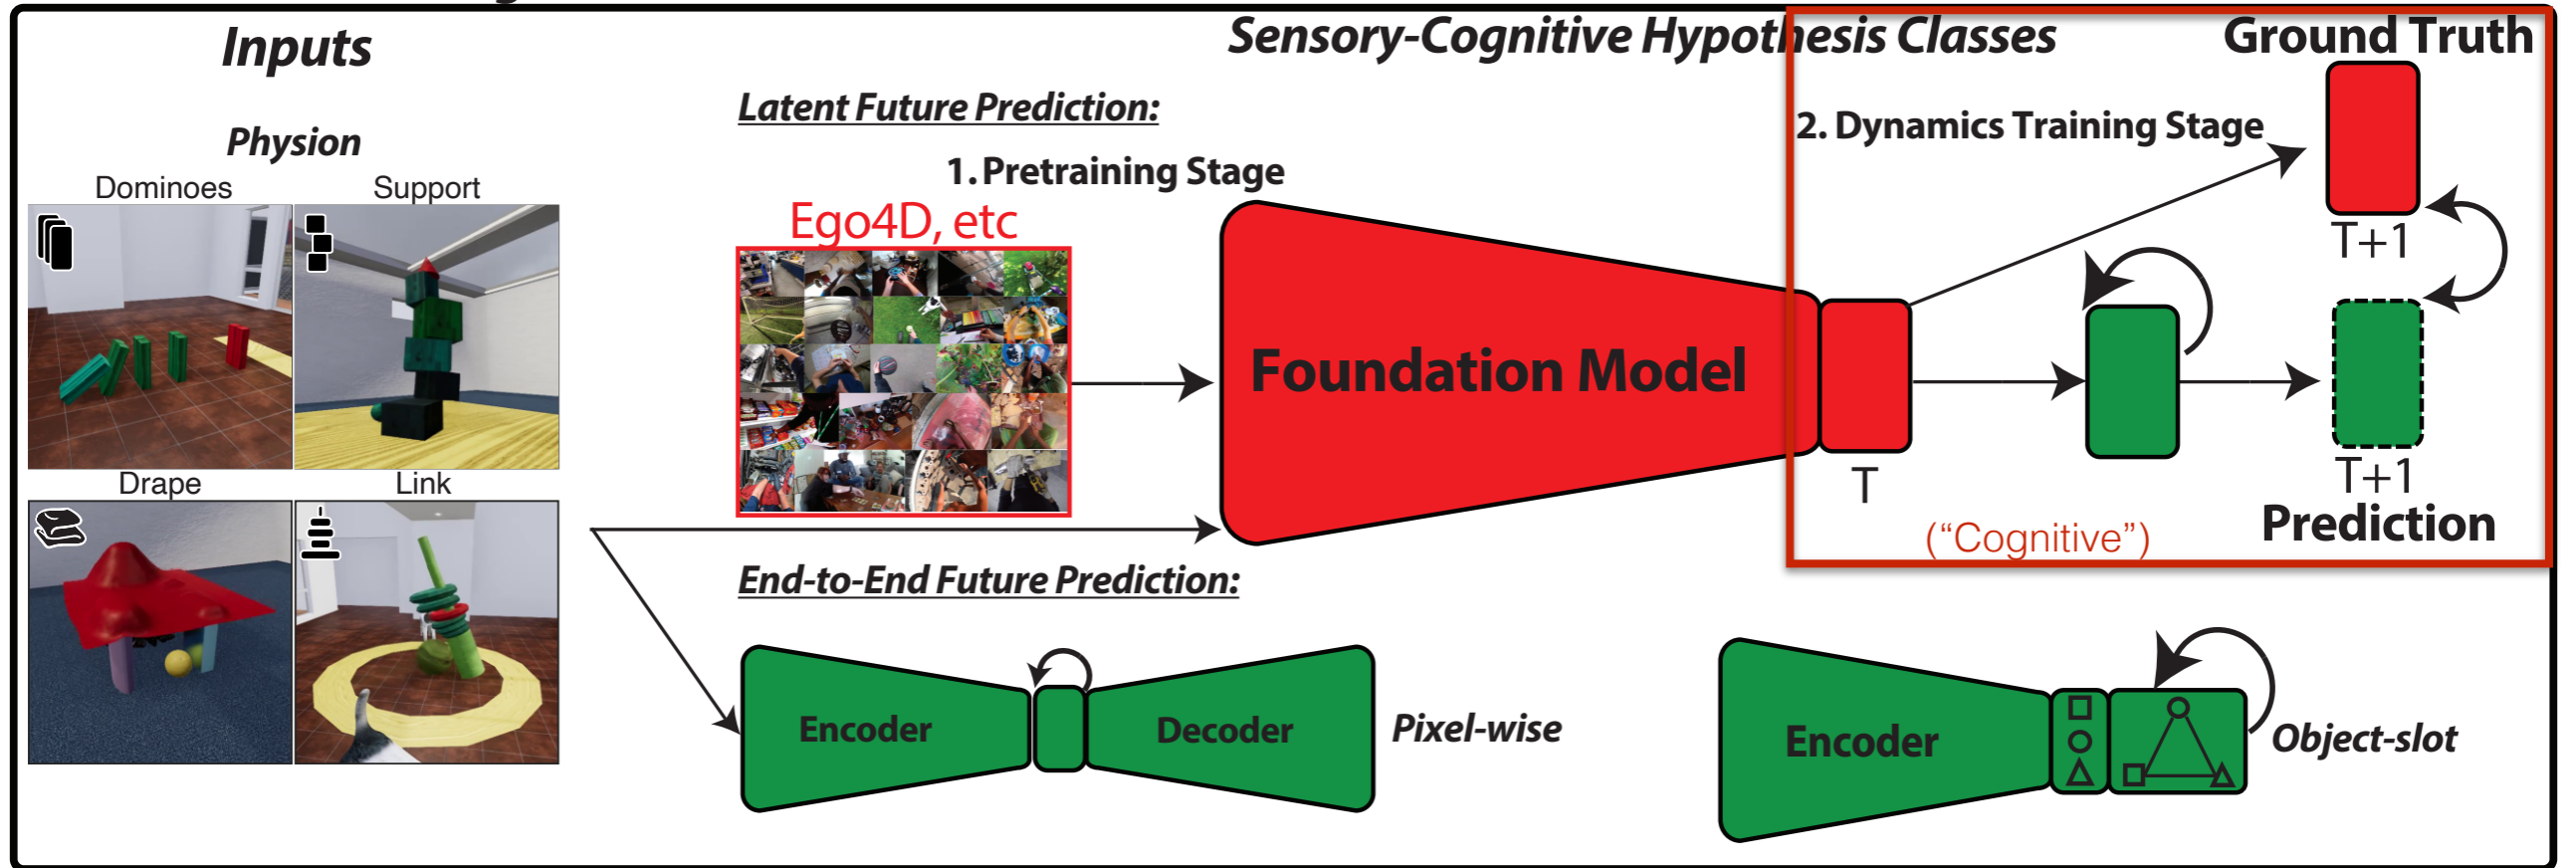 Inputs
Sensory-Cognitive Hypothesis Classes
Ground Truth
Physion
Dominoes
Support
Drape
Link
Latent Future Prediction:
1. Pretraining Stage
Ego4D, etc
Foundation Model
2. Dynamics Training Stage
T
T+1
T+1
Prediction
("Cognitive")
End-to-End Future Prediction:
Encoder
Decoder
Pixel-wise
Encoder
Object-slot